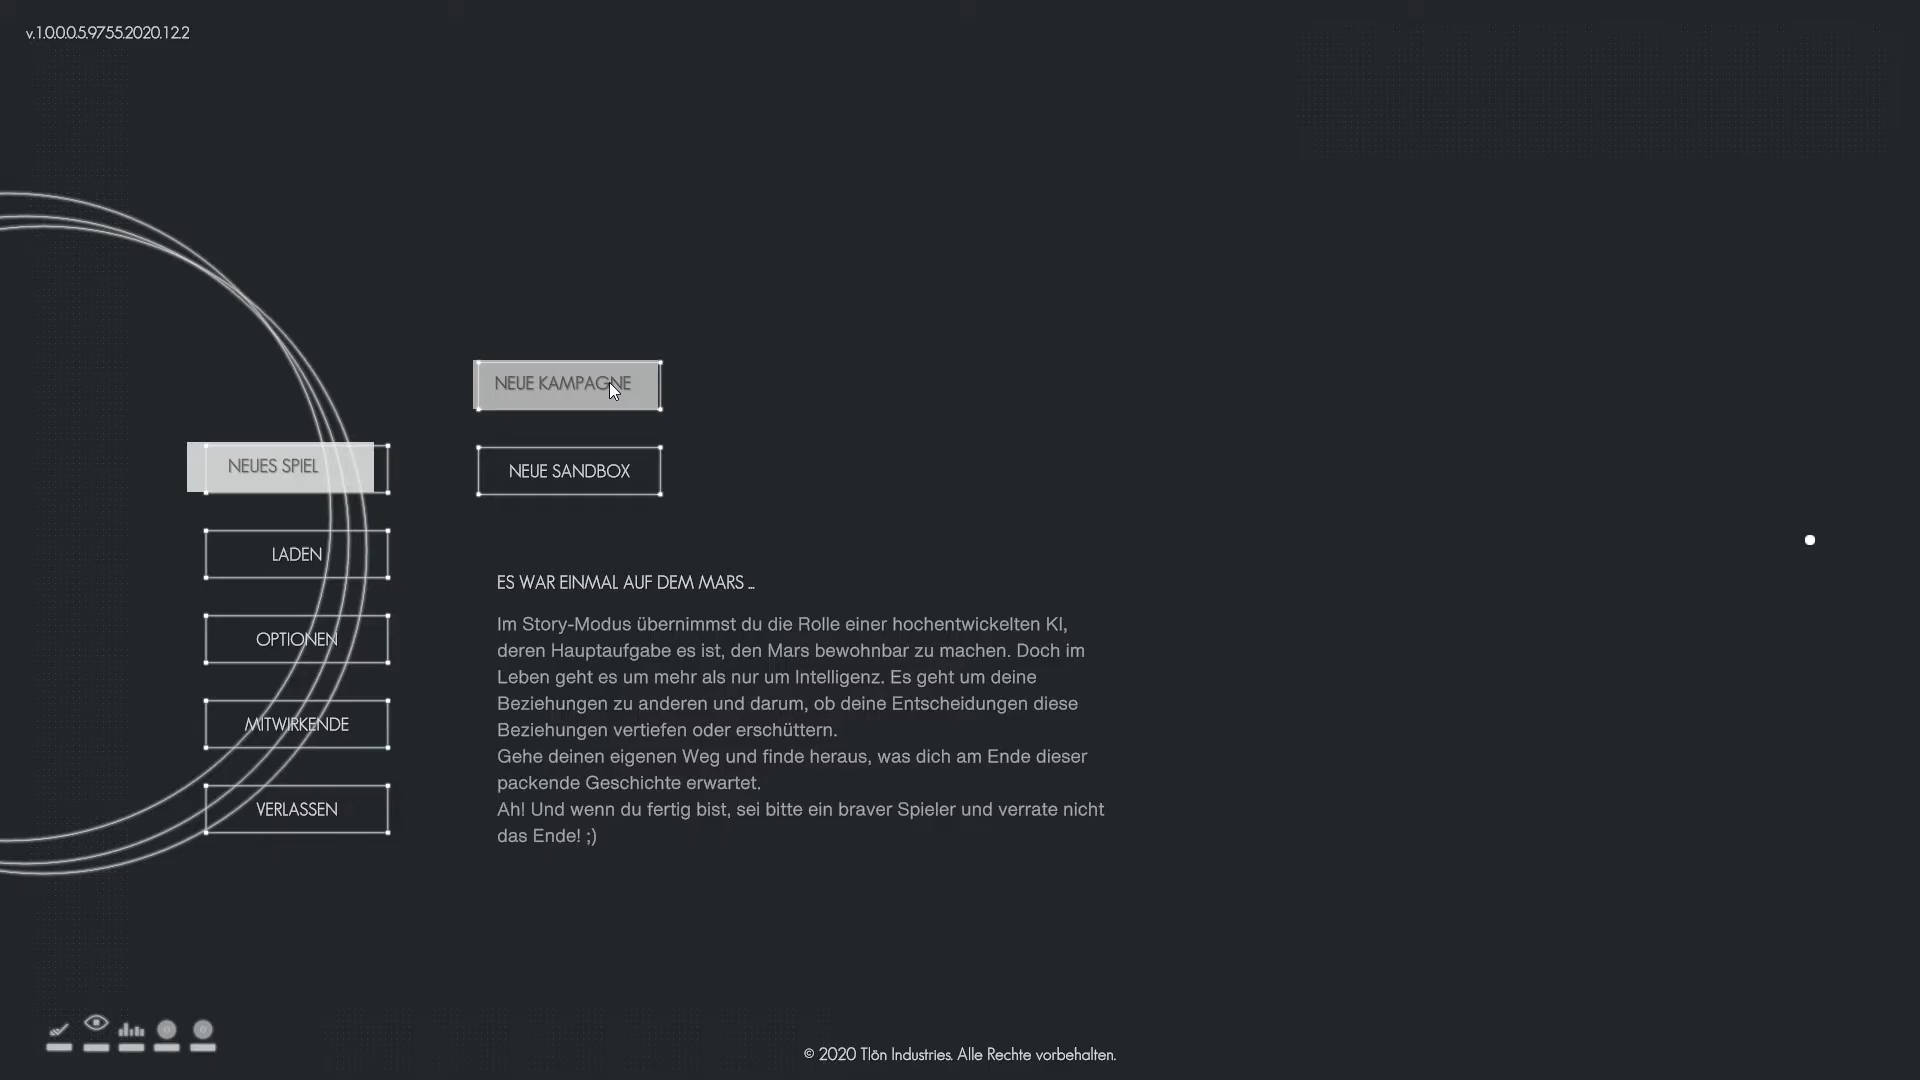 v.1.0.0.0.59755.2020.12.2
NEUE KAMPAGNE
NEUES SPIEL
NEUE SANDBOX
LADEN
OPTIONEN
MITWIRKENDE
VERLASSEN
ES WAR EINMAL AUF DEM MARS ...
Im Story-Modus übernimmst du die Rolle einer hochentwickelten KI,
deren Hauptaufgabe es ist, den Mars bewohnbar zu machen. Doch im
Leben geht es um mehr als nur um Intelligenz. Es geht um deine
Beziehungen zu anderen und darum, ob deine Entscheidungen diese
Beziehungen vertiefen oder erschüttern.
Gehe deinen eigenen Weg und finde heraus, was dich am Ende dieser
packende Geschichte erwartet.
Ah! Und wenn du fertig bist, sei bitte ein braver Spieler und verrate nicht
das Ende! ;)
© 2020 Tlön Industries. Alle Rechte vorbehalten.